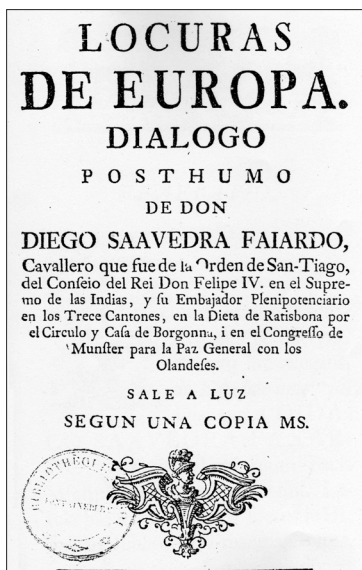 LOCURAS
DE EUROPA.
DIALOGO
POSTHUMO
DE DON
DIEGO SAAVEDRA FAIARDO,
Cavallero que fue de la Orden de San-Tiago,
del Conſeio del Rei Don Felipe IV. en el Supre-
mo de las Indias, y ſu Embajador Plenipotenciario
en los Trece Cantones, en la Dieta de Ratisbona por
el Circulo y Caſa de Borgonna, i en el Congreſſo de
Munſter para la Paz General con los
Olandeſes.
SALE A LUZ
SEGUN UNA COPIA MS.
BIBLIOTHÈQUE